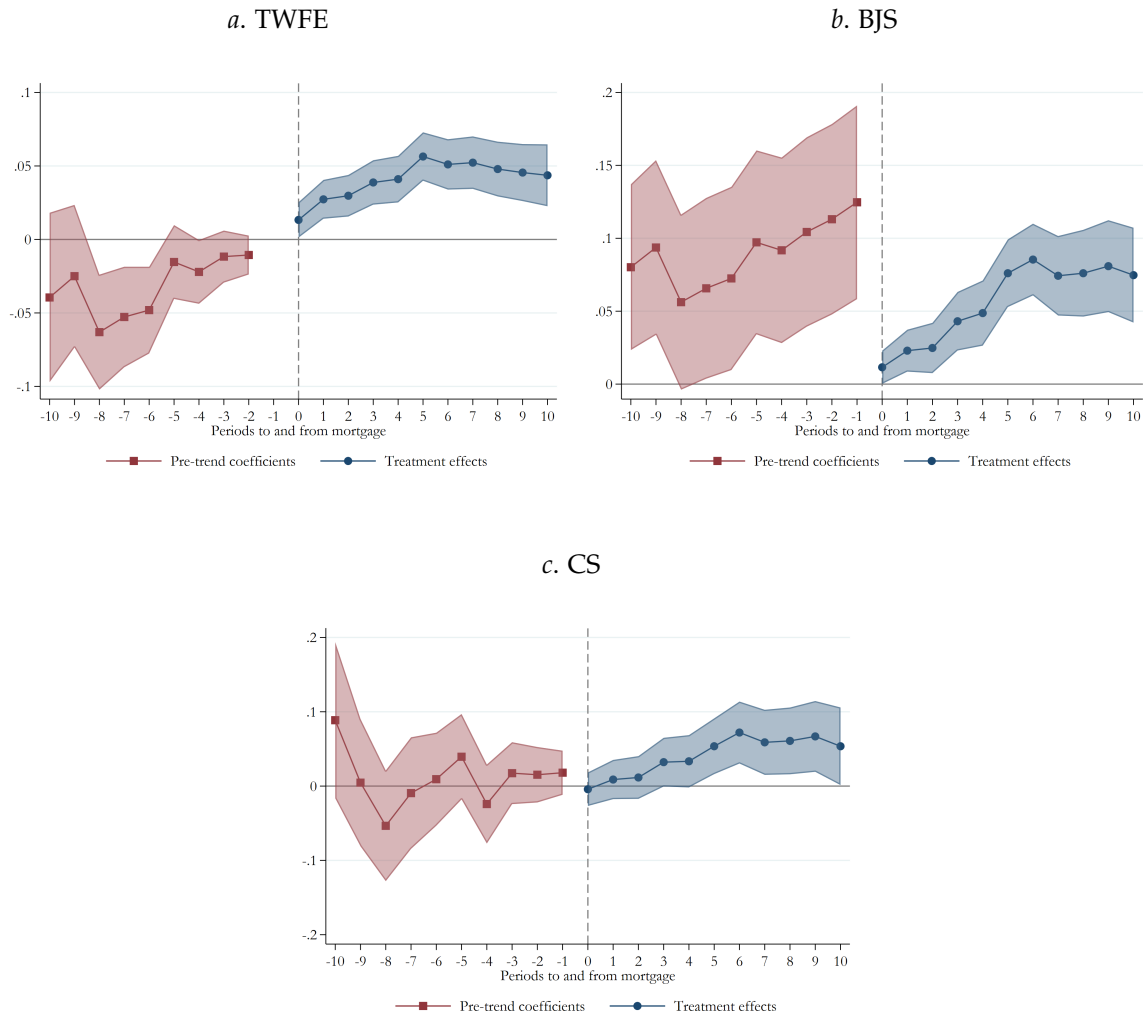 a. TWFE
.1
.05
0
-.05
-.1
-10 -9 -8 -7 -6 -5 -4 -3 -2 -1 0 1 2 3 4 5 6 7 8 9 10
Periods to and from mortgage
Pre-trend coefficients Treatment effects
b. BJS
.2
.15
.1
.05
0
-10 -9 -8 -7 -6 -5 -4 -3 -2 -1 0 1 2 3 4 5 6 7 8 9 10
Periods to and from mortgage
Pre-trend coefficients Treatment effects
c. CS
.2
.1
0
-.1
-.2
-10 -9 -8 -7 -6 -5 -4 -3 -2 -1 0 1 2 3 4 5 6 7 8 9 10
Periods to and from mortgage
Pre-trend coefficients Treatment effects